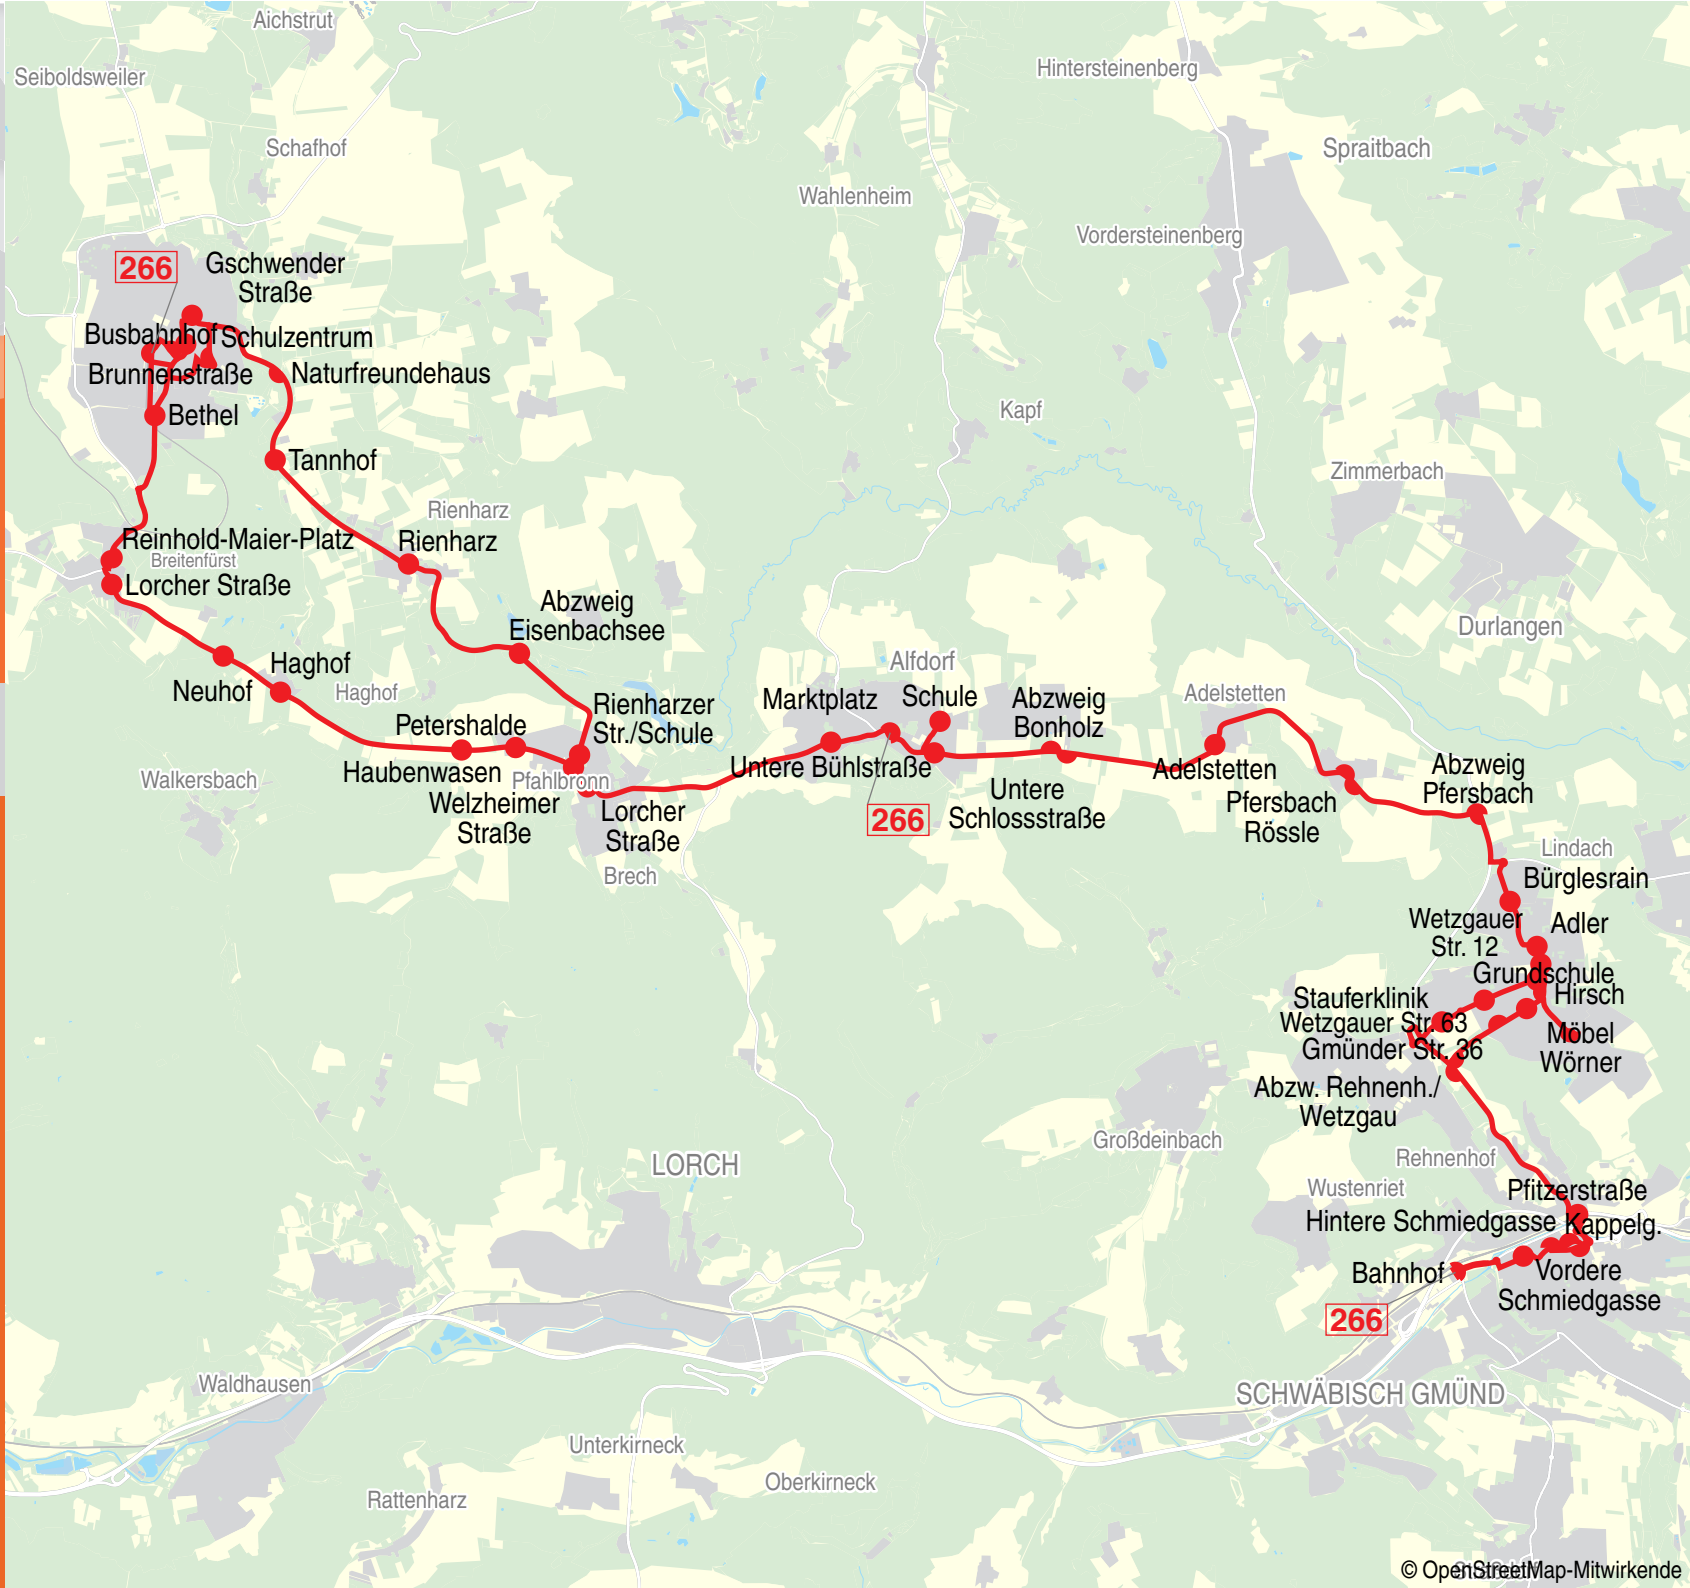 Aichstrut
Seiboldsweiler
Hintersteinenberg
Schafhof
Spraitbach
Wahlenheim
Vordersteinenberg
266
Gschwender
Straße
Busbahnhof
Schulzentrum
Brunnenstraße
Naturfreundehaus
Bethel
Kapf
Tannhof
Zimmerbach
Rienharz
Reinhold-Maier-Platz
Rienharz
Breitenfürst
Lorcher Straße
Abzweig
Eisenbachsee
Durlangen
Haghof
Neuhof
Haghof
Alfdorf
Adelstetten
Rienharzer
Str./Schule
Marktplatz
Schule
Abzweig
Bonholz
Petershalde
Haubenwasen
Pfahlbronn
Walkersbach
Untere Bühlstraße
Adelstetten
Abzweig
Pfersbach
Welzheimer
Straße
Lorcher
Straße
266
Untere
Schlossstraße
Pfersbach
Rössle
Brech
Lindach
Bürglesrain
Wetzgauer
Str. 12
Adler
Grundschule
Stauferklinik
Hirsch
Wetzgauer Str. 63
Gmünder Str. 36
Möbel
Wörner
Abzw. Rehnenh./
Wetzgau
Großdeinbach
LORCH
Rehnenhof
Wustenriet
Pfitzerstraße
Hintere Schmiedgasse
Kappelg.
Bahnhof
Vordere
Schmiedgasse
266
Waldhausen
SCHWÄBISCH GMÜND
Unterkirneck
Oberkirneck
Rattenharz
© OpenStreetMap-Mitwirkende